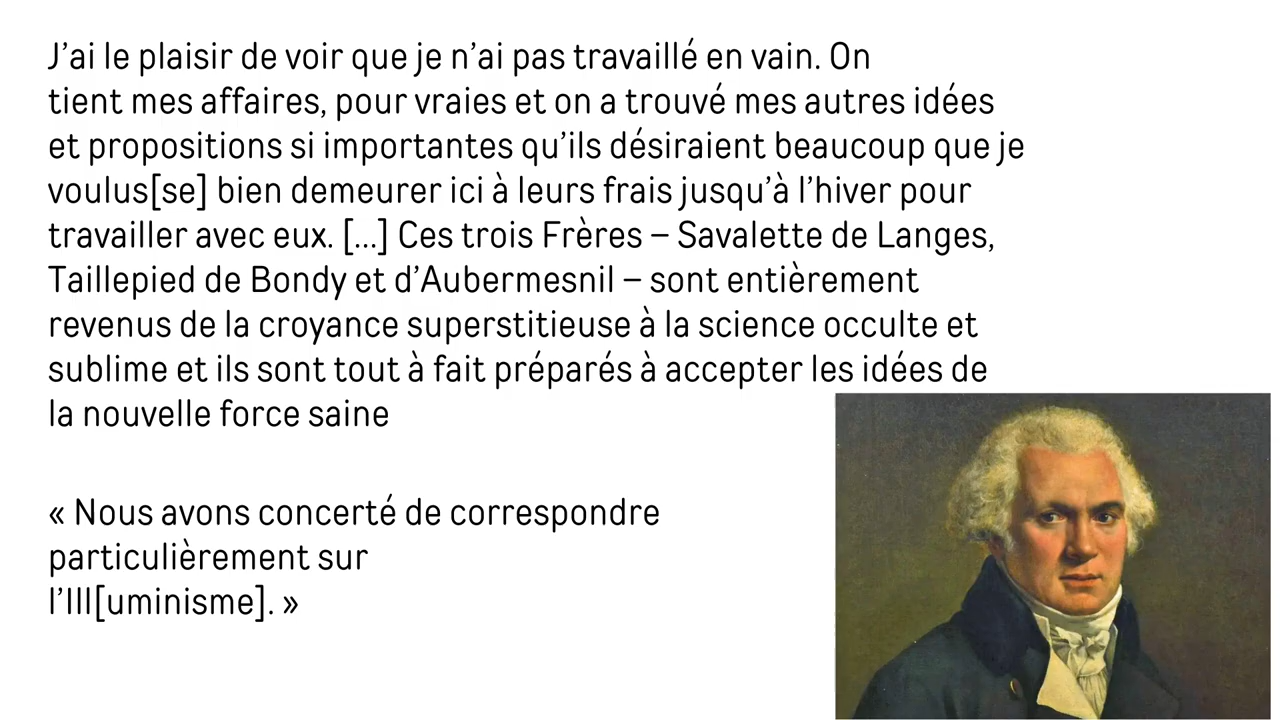 J’ai le plaisir de voir que je n’ai pas travaillé en vain. On
tient mes affaires, pour vraies et on a trouvé mes autres idées
et propositions si importantes qu’ils désiraient beaucoup que je
voulus[se] bien demeurer ici à leurs frais jusqu’à l’hiver pour
travailler avec eux. [...] Ces trois Frères – Savalette de Langes,
Taillepied de Bondy et d’Aubermesnil – sont entièrement
revenus de la croyance superstitieuse à la science occulte et
sublime et ils sont tout à fait préparés à accepter les idées de
la nouvelle force saine
« Nous avons concerté de correspondre
particulièrement sur
l’Ill[uminisme]. »